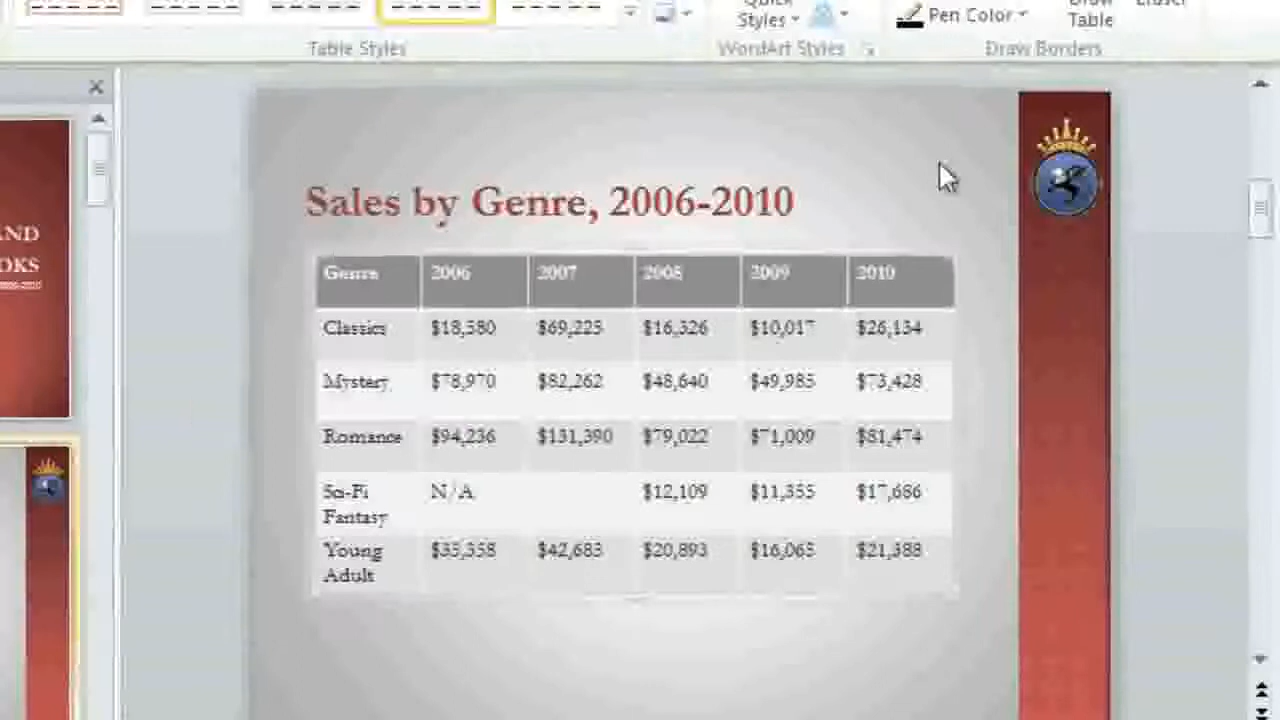 Styles
Pen Color
Table
Table Styles
WordArt Styles
Draw Borders
AND
OKS
Sales by Genre, 2006-2010
Genre 2006 2007 2008 2009 2010
Classics $18,580 $69,225 $16,326 $10,017 $26,134
Mystery $78,970 $82,262 $48,640 $49,985 $73,428
Romance $94,236 $131,390 $79,022 $71,009 $81,474
Sci-Fi N/A $12,109 $11,355 $17,686
Fantasy
Young $35,358 $42,683 $20,893 $16,065 $21,388
Adult